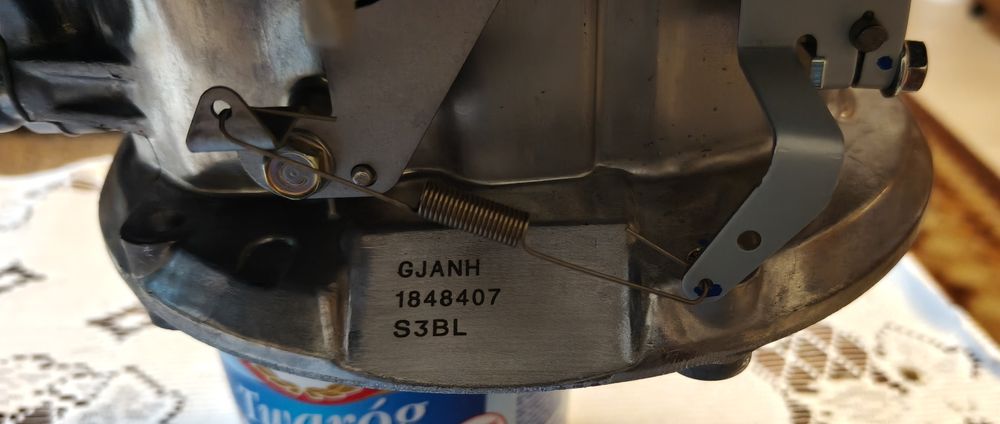 GJANH
1848407
S3BL
Twaróg